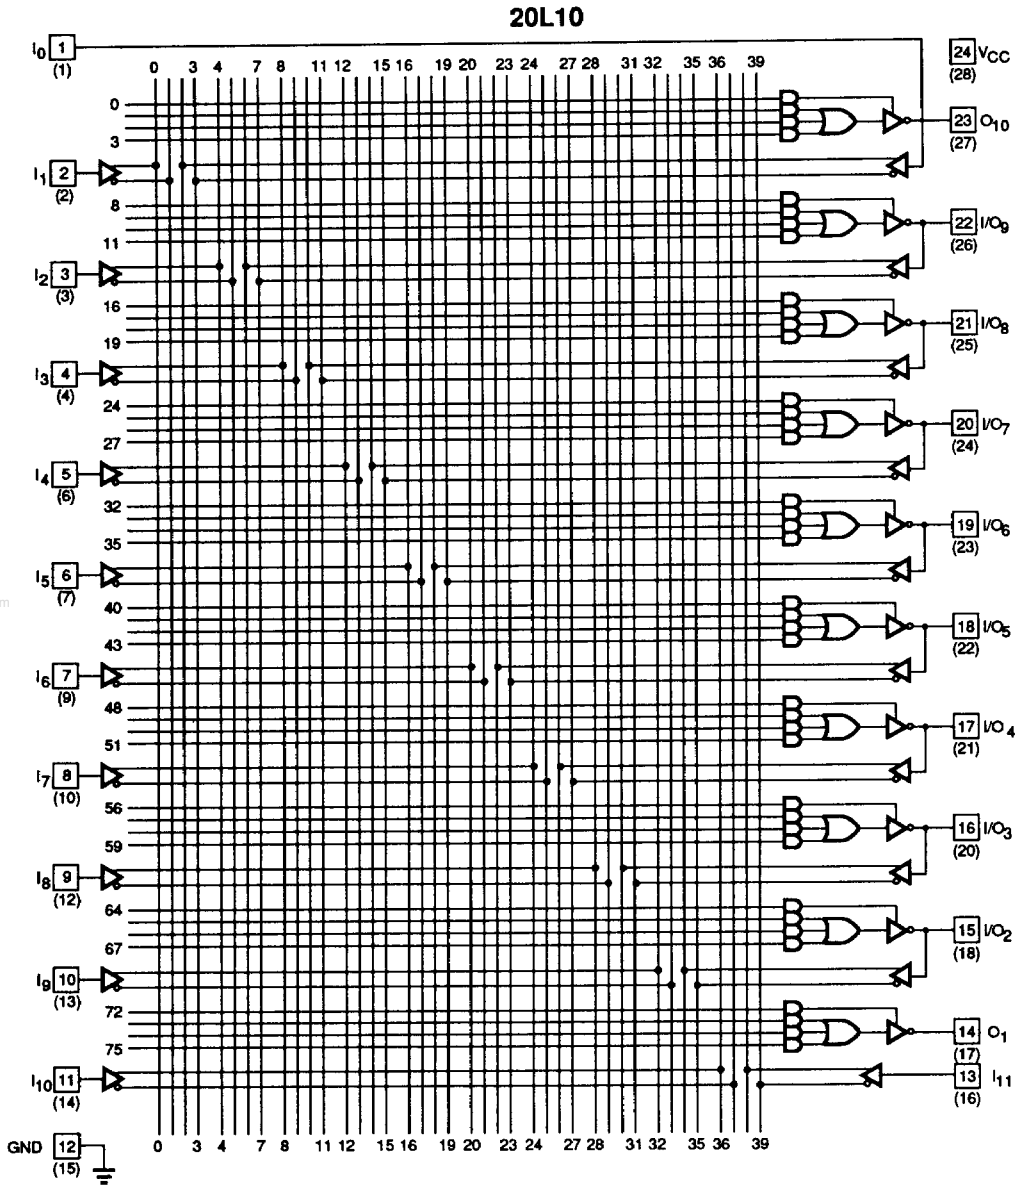 20L10
I0 1 24 VCC
(1) (28)
0 3 4 7 8 11 12 15 16 19 20 23 24 27 28 31 32 35 36 39
0
23 O10
3 (27)
I1 2
(2)
8
22 I/O9
11 (26)
I2 3
(3)
16
21 I/O8
19 (25)
I3 4
(4)
24
20 I/O7
27 (24)
I4 5
(6)
32
19 I/O6
35 (23)
I5 6
(7)
40
18 I/O5
43 (22)
I6 7
(9)
48
17 I/O4
51 (21)
I7 8
(10)
56
16 I/O3
59 (20)
I8 9
(12)
64
15 I/O2
67 (18)
I9 10
(13)
72
14 O1
75 (17)
I10 11 13 I11
(14) (16)
GND 12 0 3 4 7 8 11 12 15 16 19 20 23 24 27 28 31 32 35 36 39
(15)